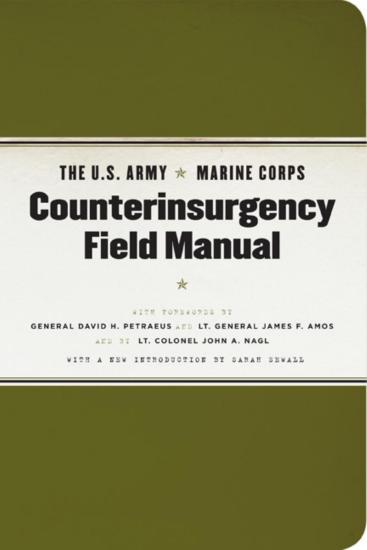 THE U.S. ARMY ☆ MARINE CORPS
Counterinsurgency
Field Manual
WITH FOREWORDS BY
GENERAL DAVID H. PETRAEUS AND LT. GENERAL JAMES F. AMOS
AND BY LT. COLONEL JOHN A. NAGL
WITH A NEW INTRODUCTION BY SARAH SEWALL